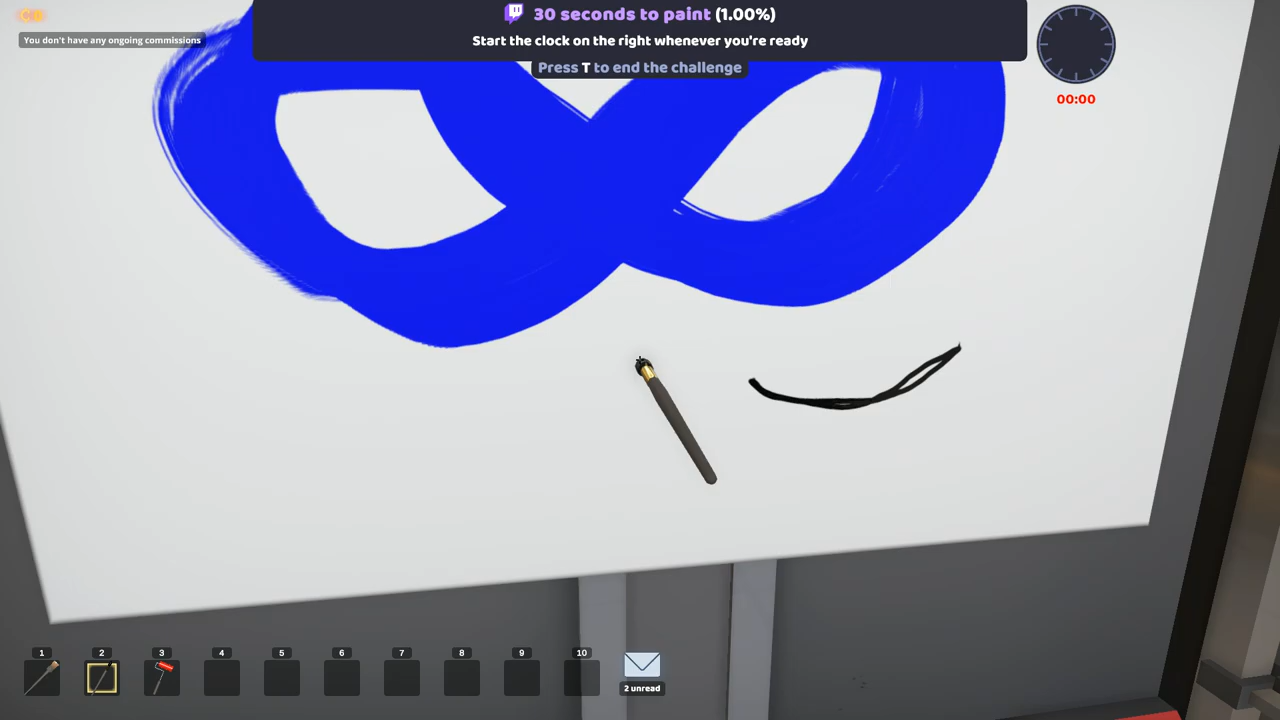 30 seconds to paint (1.00%)
Start the clock on the right whenever you're ready
You don't have any ongoing commissions
Press T to end the challenge
00:00
1 2 3 4 5 6 7 8 9 10
2 unread